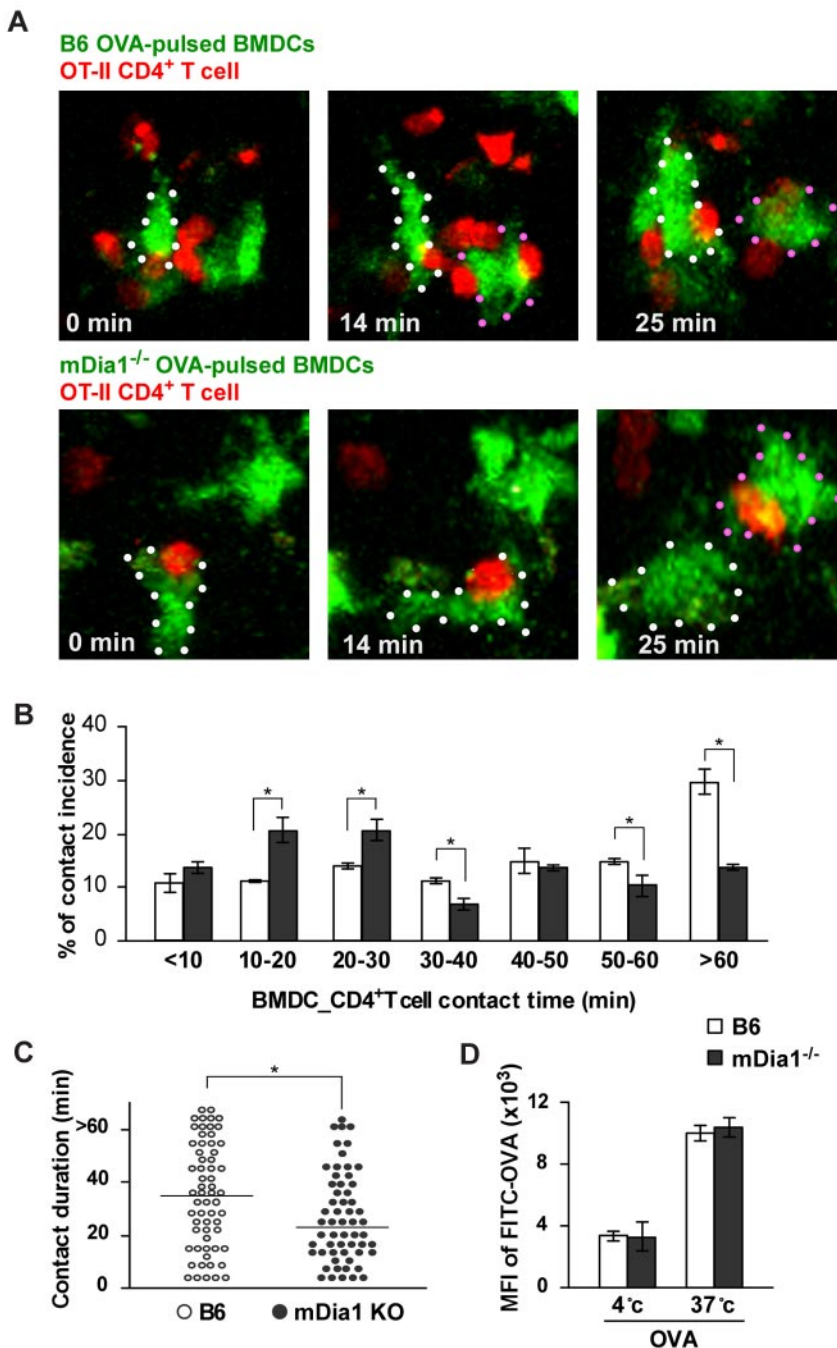 A
B6 OVA-pulsed BMDCs
OT-II CD4+ T cell
0 min
14 min
25 min
mDia1-/- OVA-pulsed BMDCs
OT-II CD4+ T cell
0 min
14 min
25 min
B
% of contact incidence
40
30
20
10
0
* * * * *
<10 10-20 20-30 30-40 40-50 50-60 >60
BMDC_CD4+Tcell contact time (min)
B6
mDia1-/-
C
Contact duration (min)
>60
40
20
0
*
B6 mDia1 KO
D
MFI of FITC-OVA (x10³)
12
8
4
0
4°c 37°c
OVA